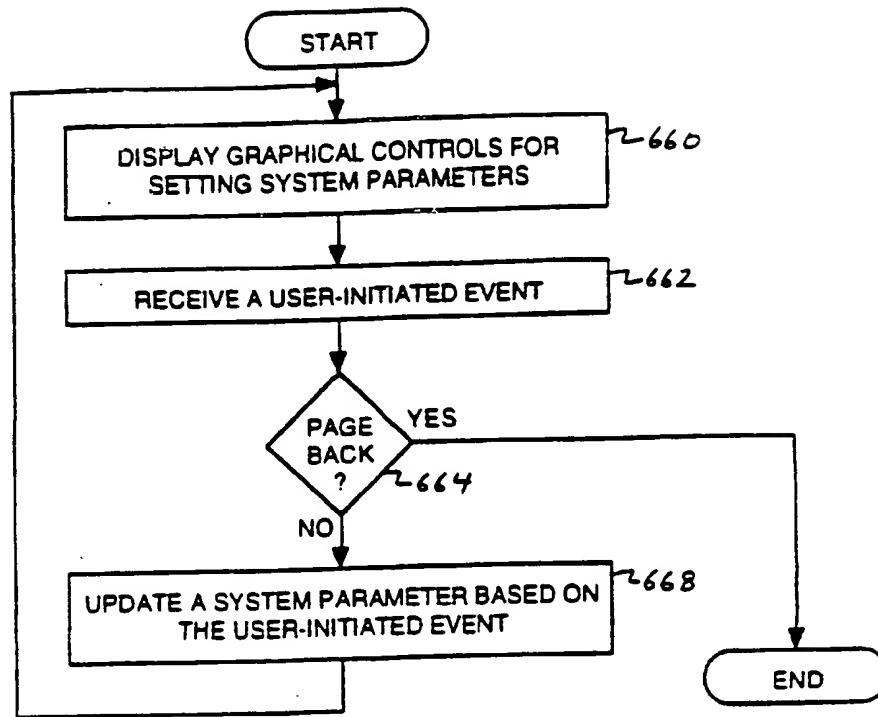 START
DISPLAY GRAPHICAL CONTROLS FOR
SETTING SYSTEM PARAMETERS
660
RECEIVE A USER-INITIATED EVENT
662
PAGE
BACK
?
YES
664
NO
UPDATE A SYSTEM PARAMETER BASED ON
THE USER-INITIATED EVENT
668
END